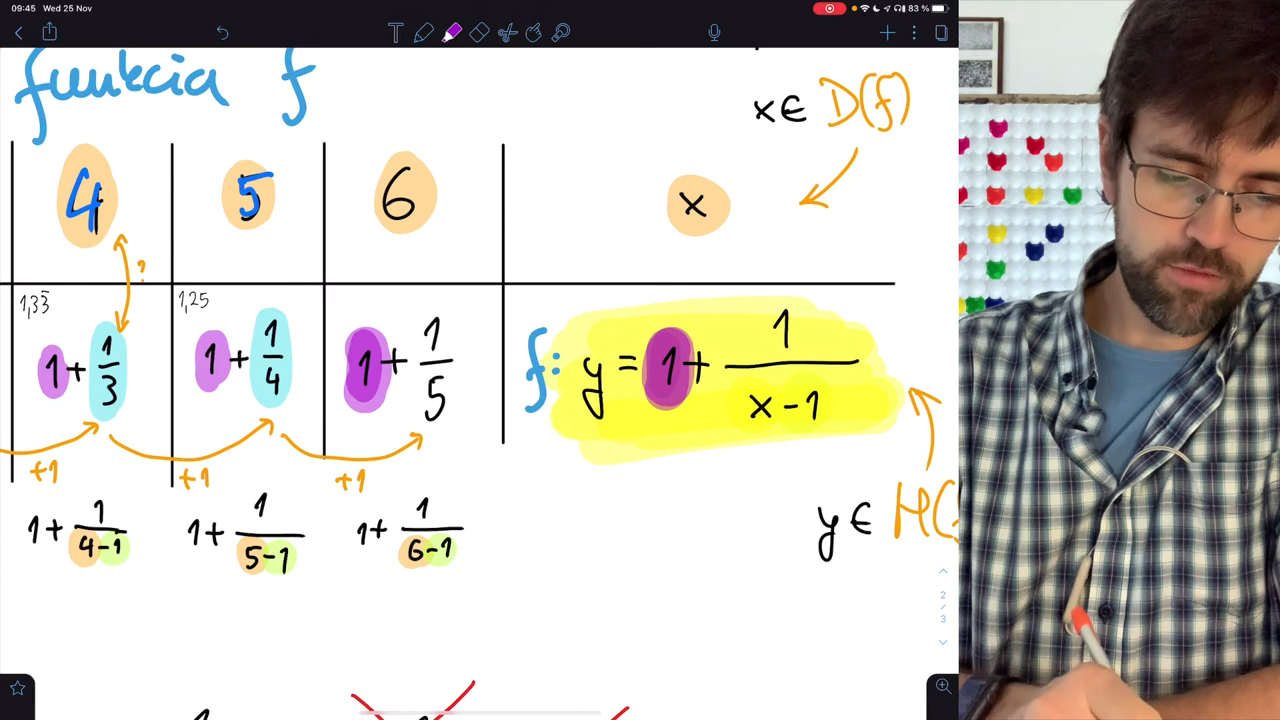 09:45 Wed 25 Nov
83 %
T
funkcia f
x ∈ D(f)
4 5 6 x
?
1,33̅ 1,25
1 + 1/3 1 + 1/4 1 + 1/5 f: y = 1 + 1/(x - 1)
+1 +1 +1
1 + 1/(4-1) 1 + 1/(5-1) 1 + 1/(6-1)
y ∈ H(
2
/
3